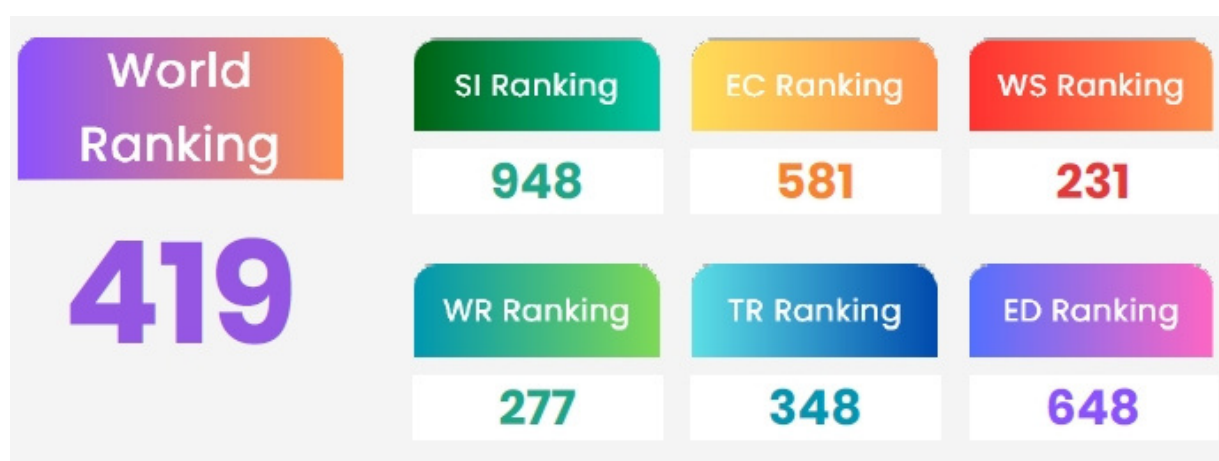 World
Ranking
419
SI Ranking
948
EC Ranking
581
WS Ranking
231
WR Ranking
277
TR Ranking
348
ED Ranking
648